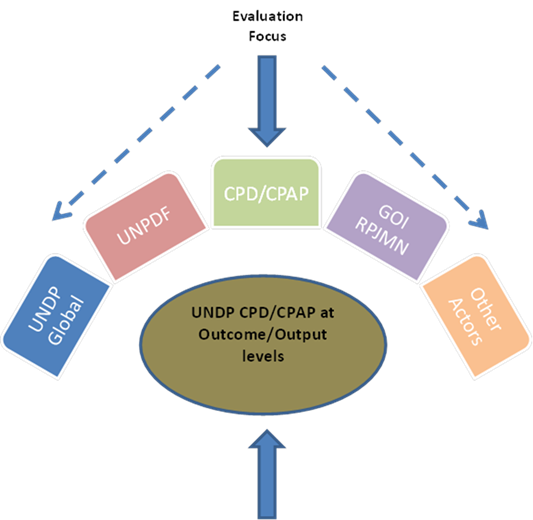 Evaluation
Focus
CPD/CPAP
UNPDF
GOI
RPJMN
UNDP
Global
Other
Actors
UNDP CPD/CPAP at
Outcome/Output
levels